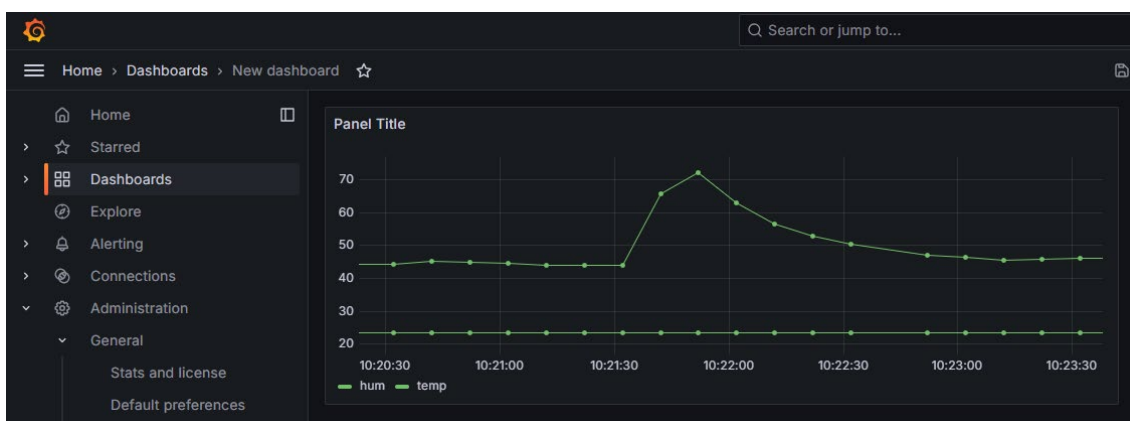 Search or jump to...
Home › Dashboards › New dashboard
Home
Starred
Dashboards
Explore
Alerting
Connections
Administration
General
Stats and license
Default preferences
Panel Title
70
60
50
40
30
20
10:20:30 10:21:00 10:21:30 10:22:00 10:22:30 10:23:00 10:23:30
hum temp